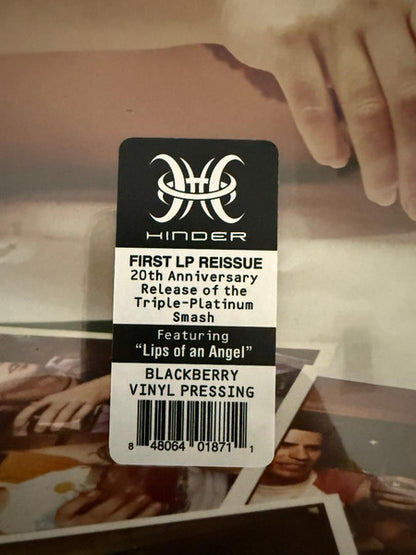 HINDER
FIRST LP REISSUE
20th Anniversary
Release of the
Triple-Platinum
Smash
Featuring
"Lips of an Angel"
BLACKBERRY
VINYL PRESSING
8 48064 01871 1